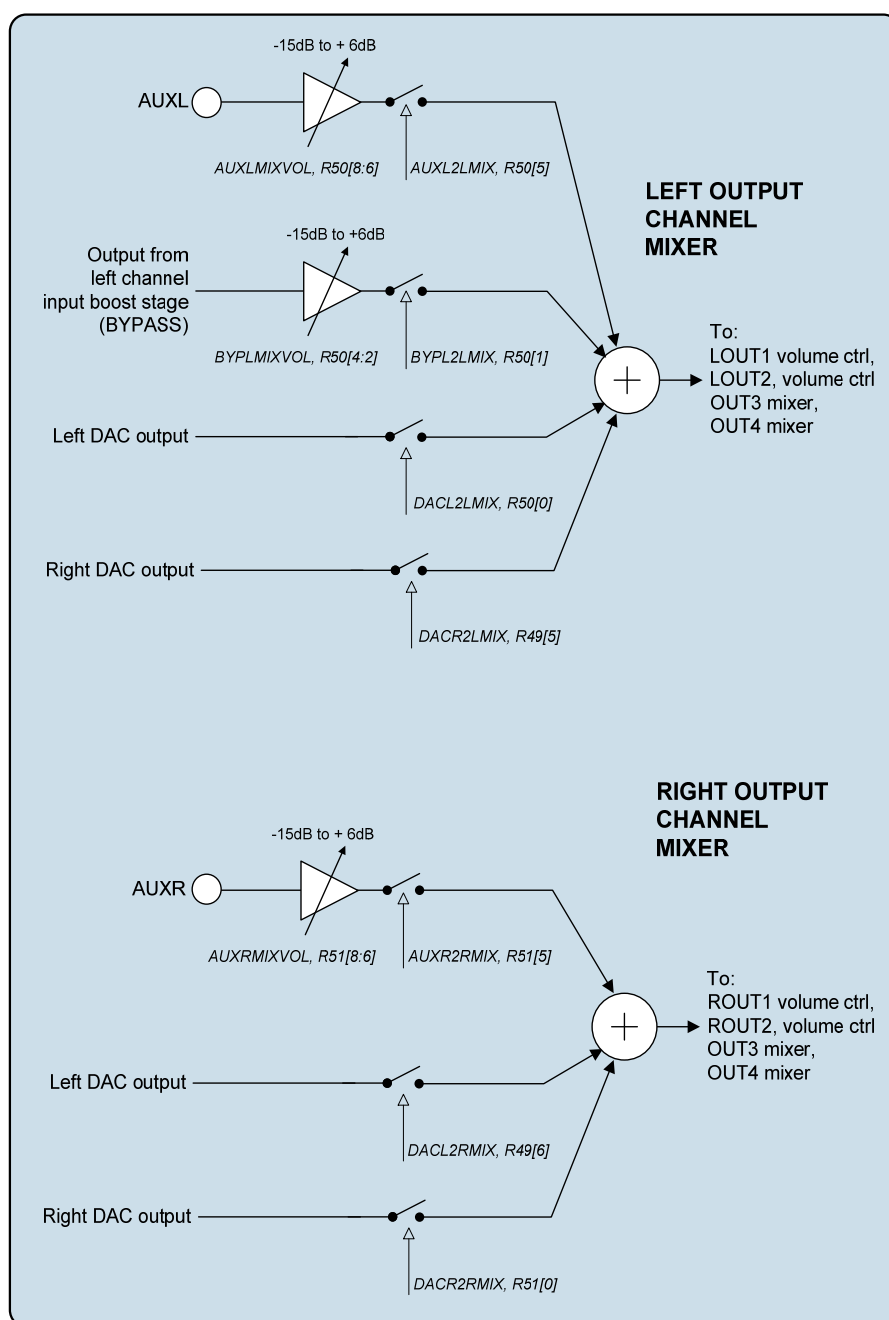 -15dB to + 6dB
AUXL
AUXLMIXVOL, R50[8:6]
AUXL2LMIX, R50[5]
LEFT OUTPUT
CHANNEL
MIXER
-15dB to +6dB
Output from
left channel
input boost stage
(BYPASS)
BYPLMIXVOL, R50[4:2]
BYPL2LMIX, R50[1]
To:
LOUT1 volume ctrl,
LOUT2, volume ctrl
OUT3 mixer,
OUT4 mixer
Left DAC output
DACL2LMIX, R50[0]
Right DAC output
DACR2LMIX, R49[5]
RIGHT OUTPUT
CHANNEL
MIXER
-15dB to + 6dB
AUXR
AUXRMIXVOL, R51[8:6]
AUXR2RMIX, R51[5]
To:
ROUT1 volume ctrl,
ROUT2, volume ctrl
OUT3 mixer,
OUT4 mixer
Left DAC output
DACL2RMIX, R49[6]
Right DAC output
DACR2RMIX, R51[0]